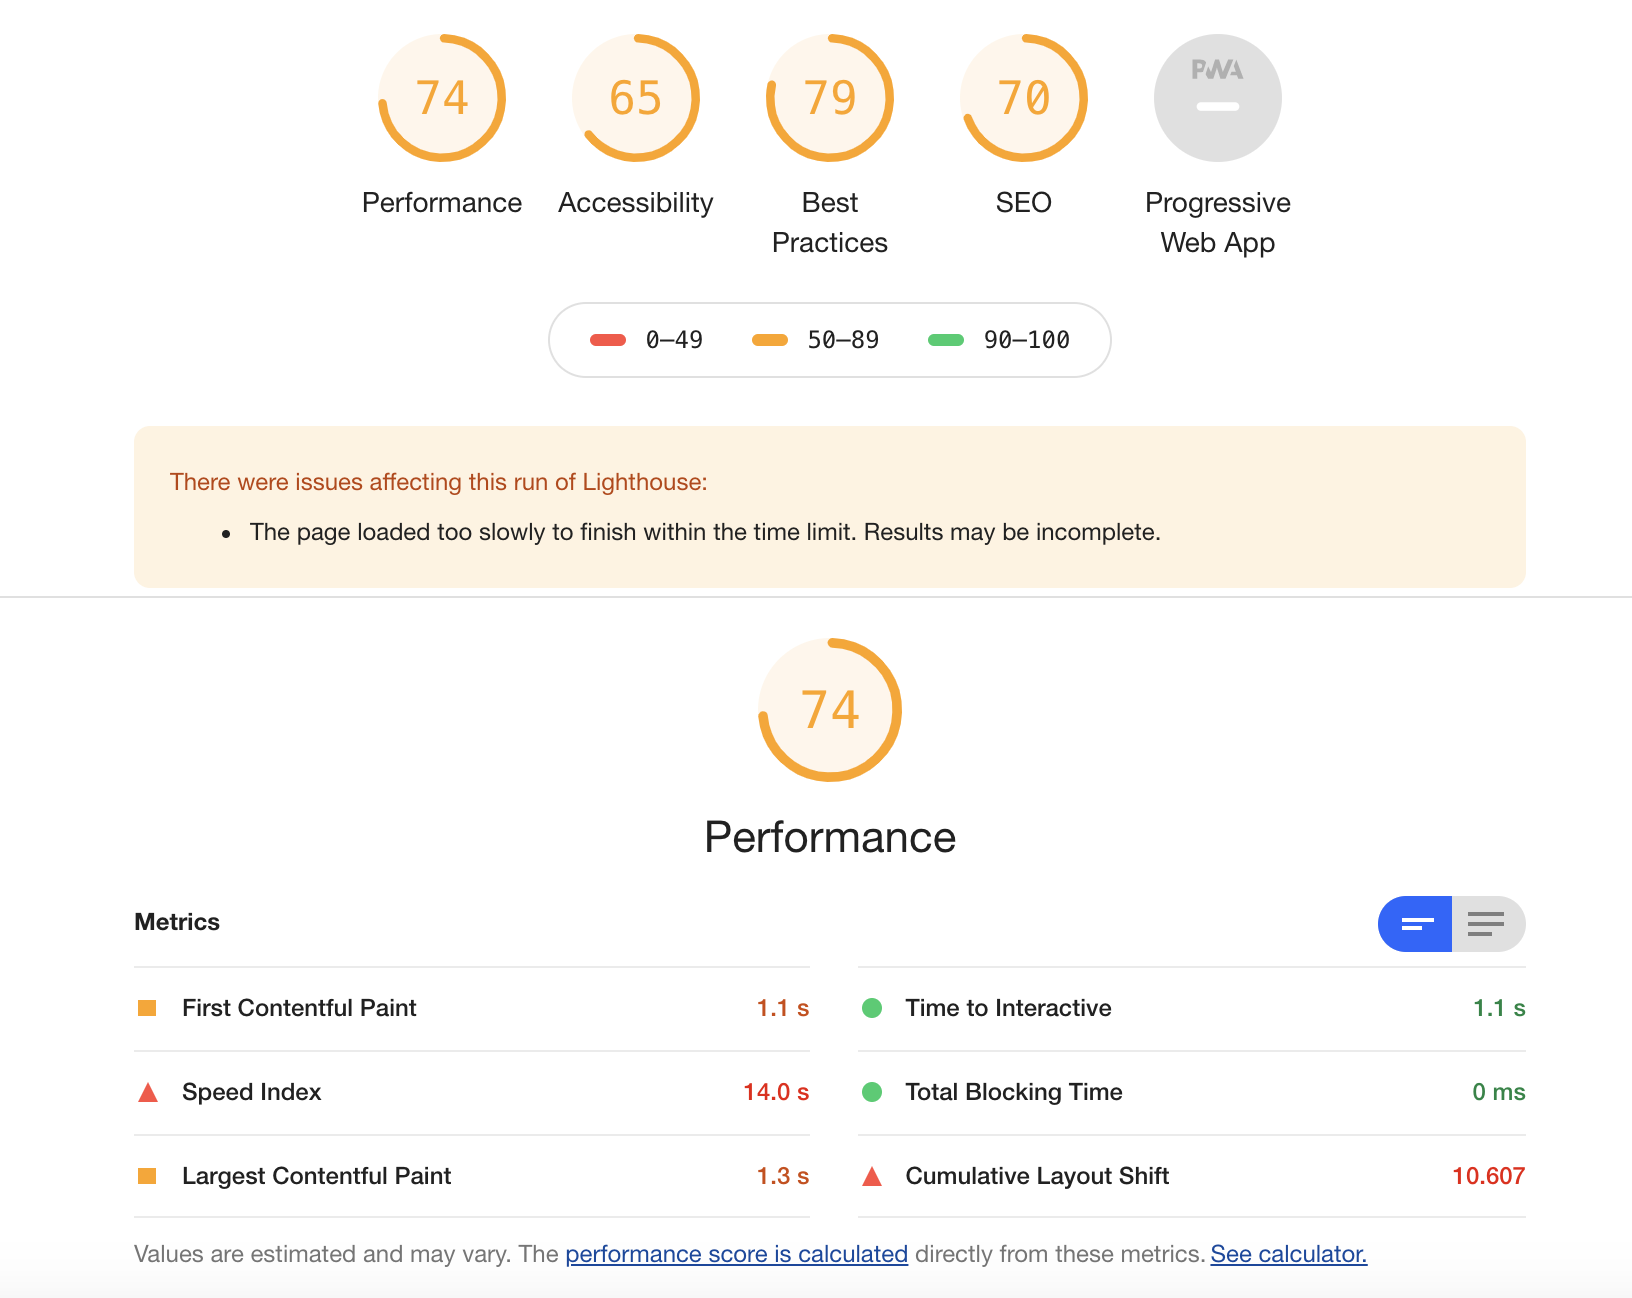 74
65
79
70
PWA
Performance
Accessibility
Best
Practices
SEO
Progressive
Web App
0–49
50–89
90–100
There were issues affecting this run of Lighthouse:
• The page loaded too slowly to finish within the time limit. Results may be incomplete.
74
Performance
Metrics
First Contentful Paint 1.1 s
Time to Interactive 1.1 s
Speed Index 14.0 s
Total Blocking Time 0 ms
Largest Contentful Paint 1.3 s
Cumulative Layout Shift 10.607
Values are estimated and may vary. The performance score is calculated directly from these metrics. See calculator.